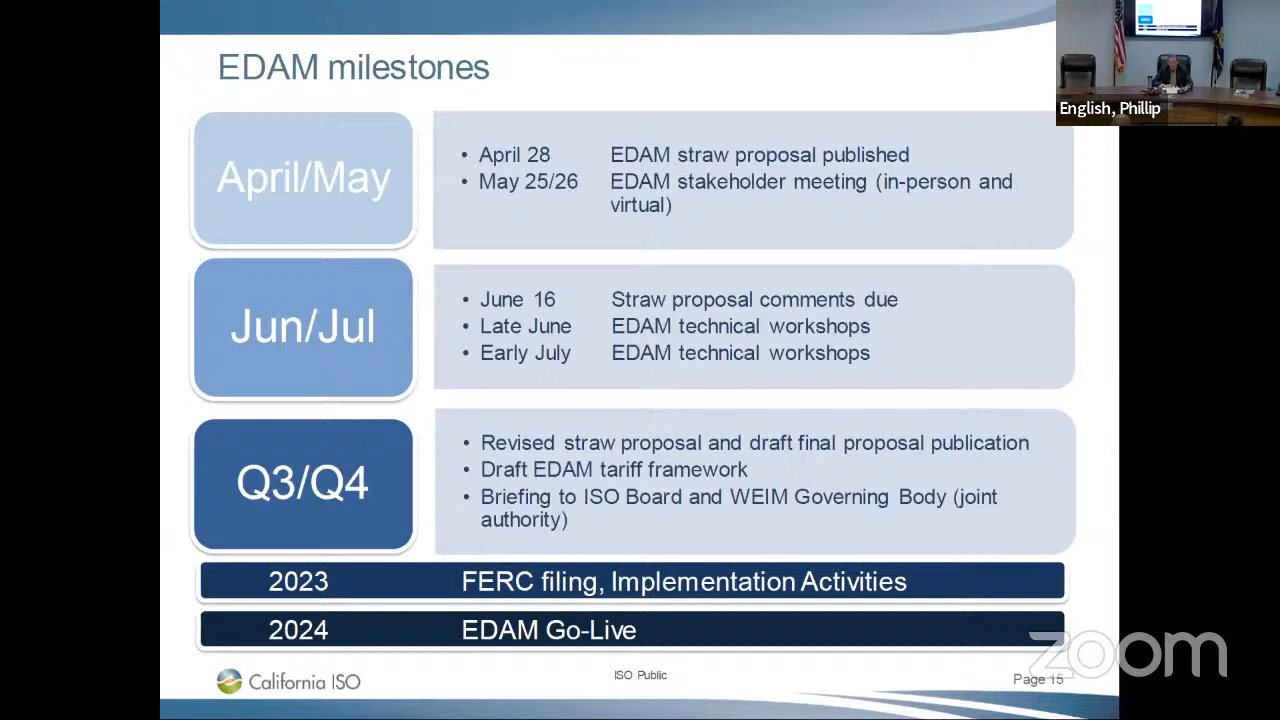 EDAM milestones
English, Phillip
April/May
• April 28 EDAM straw proposal published
• May 25/26 EDAM stakeholder meeting (in-person and
virtual)
Jun/Jul
• June 16 Straw proposal comments due
• Late June EDAM technical workshops
• Early July EDAM technical workshops
Q3/Q4
• Revised straw proposal and draft final proposal publication
• Draft EDAM tariff framework
• Briefing to ISO Board and WEIM Governing Body (joint
authority)
2023 FERC filing, Implementation Activities
2024 EDAM Go-Live
California ISO
ISO Public
Page 15
zoom